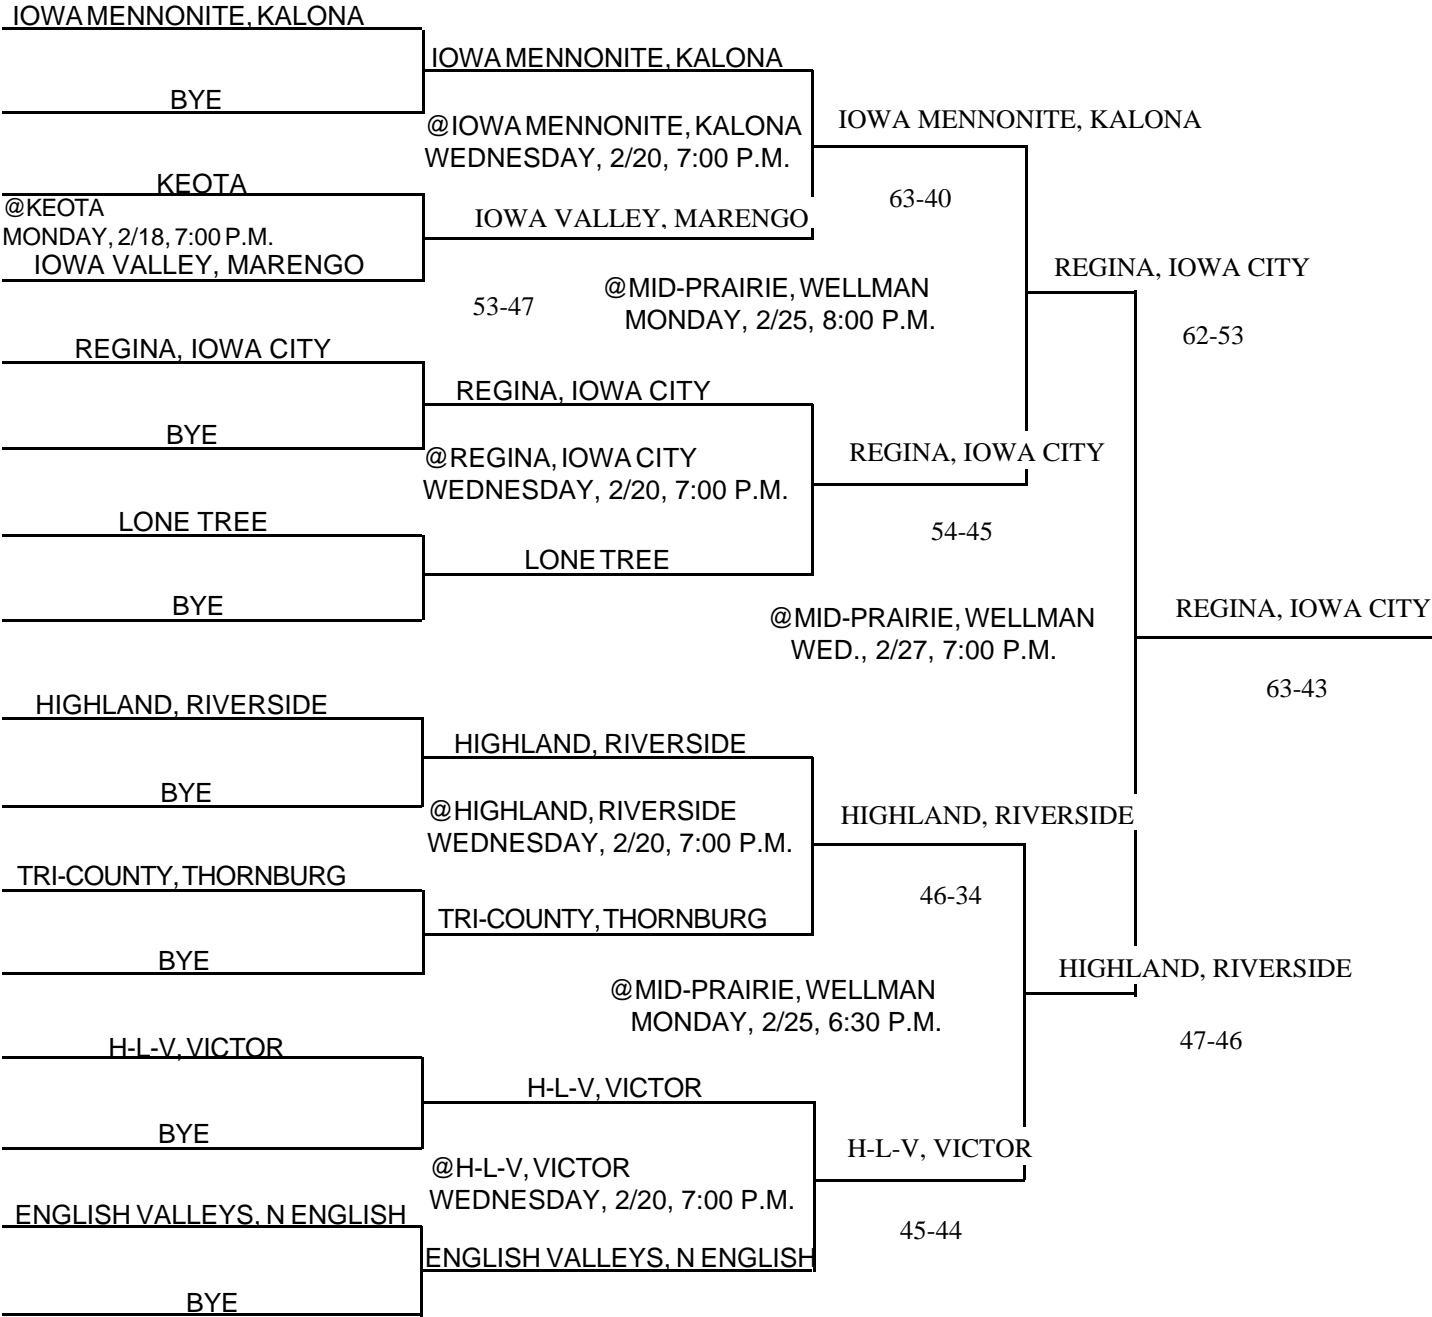 IOWA MENNONITE, KALONA
IOWA MENNONITE, KALONA
BYE
@IOWA MENNONITE, KALONA
WEDNESDAY, 2/20, 7:00 P.M.
IOWA MENNONITE, KALONA
KEOTA
@KEOTA
MONDAY, 2/18, 7:00 P.M.
IOWA VALLEY, MARENGO
IOWA VALLEY, MARENGO
63-40
53-47
@MID-PRAIRIE, WELLMAN
MONDAY, 2/25, 8:00 P.M.
REGINA, IOWA CITY
62-53
REGINA, IOWA CITY
REGINA, IOWA CITY
BYE
@REGINA, IOWA CITY
WEDNESDAY, 2/20, 7:00 P.M.
REGINA, IOWA CITY
54-45
LONE TREE
LONE TREE
BYE
@MID-PRAIRIE, WELLMAN
WED., 2/27, 7:00 P.M.
REGINA, IOWA CITY
63-43
HIGHLAND, RIVERSIDE
HIGHLAND, RIVERSIDE
BYE
@HIGHLAND, RIVERSIDE
WEDNESDAY, 2/20, 7:00 P.M.
HIGHLAND, RIVERSIDE
46-34
TRI-COUNTY, THORNBURG
TRI-COUNTY, THORNBURG
BYE
@MID-PRAIRIE, WELLMAN
MONDAY, 2/25, 6:30 P.M.
HIGHLAND, RIVERSIDE
47-46
H-L-V, VICTOR
H-L-V, VICTOR
BYE
@H-L-V, VICTOR
WEDNESDAY, 2/20, 7:00 P.M.
H-L-V, VICTOR
45-44
ENGLISH VALLEYS, N ENGLISH
ENGLISH VALLEYS, N ENGLISH
BYE